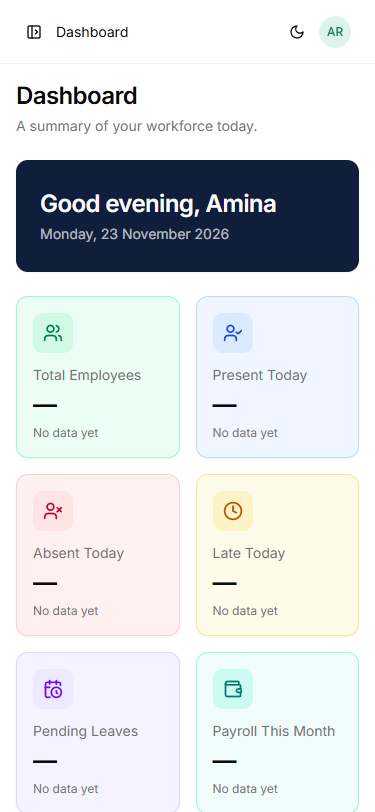 Dashboard
AR
Dashboard
A summary of your workforce today.
Good evening, Amina
Monday, 23 November 2026
Total Employees
—
No data yet
Present Today
—
No data yet
Absent Today
—
No data yet
Late Today
—
No data yet
Pending Leaves
—
No data yet
Payroll This Month
—
No data yet